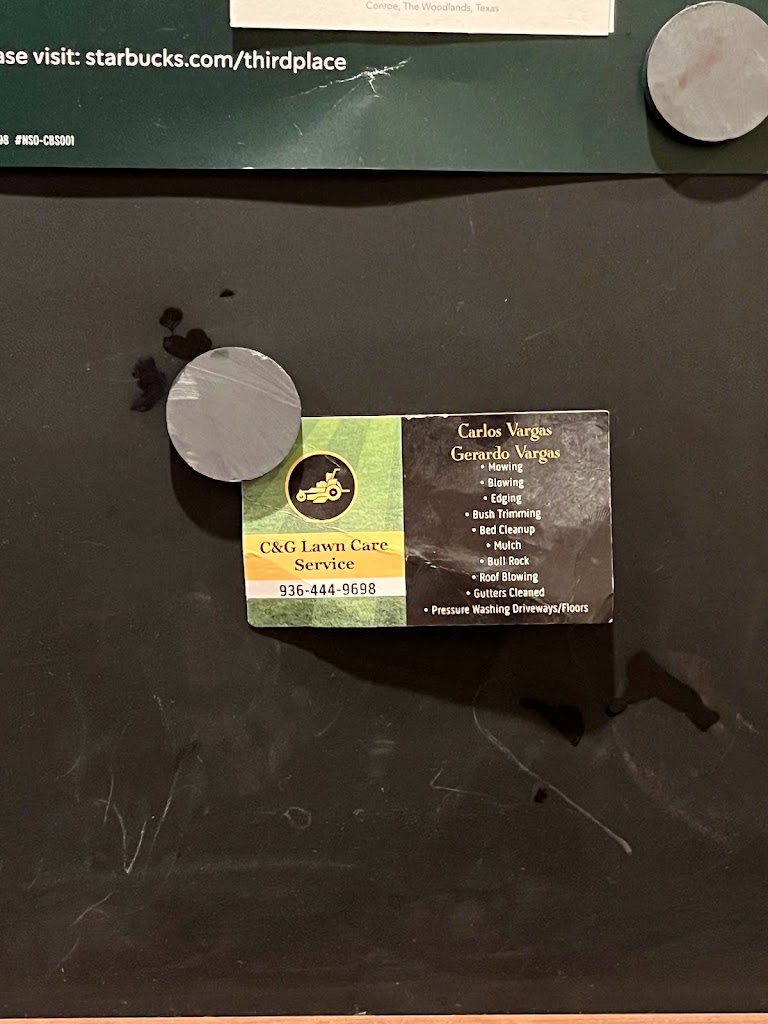 Conroe, The Woodlands, Texas
ase visit: starbucks.com/thirdplace
98 #NSO-CBS001
Carlos Vargas
Gerardo Vargas
• Mowing
• Blowing
• Edging
• Bush Trimming
• Bed Cleanup
• Mulch
• Bull Rock
• Roof Blowing
• Gutters Cleaned
• Pressure Washing Driveways/Floors
C&G Lawn Care
Service
936-444-9698